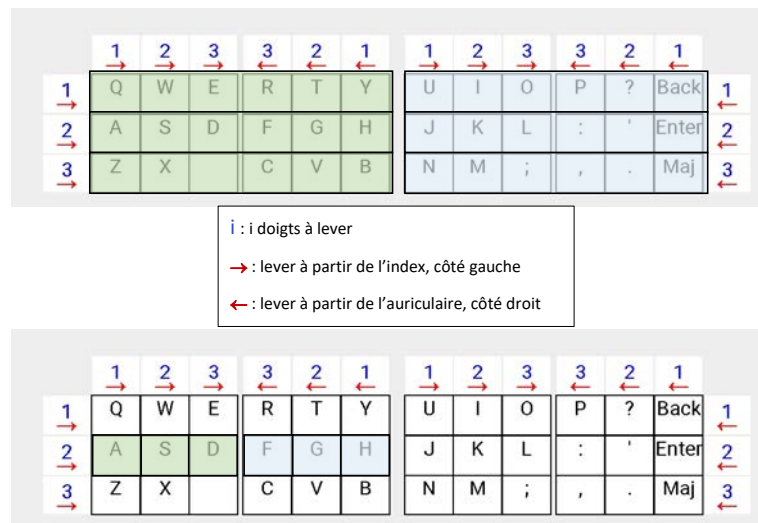 1 2 3 3 2 1 1 2 3 3 2 1
→ → → ← ← ← → → → ← ← ←
1 Q W E R T Y U I O P ? Back 1
→ ←
2 A S D F G H J K L : ' Enter 2
→ ←
3 Z X C V B N M ; , . Maj 3
→ ←
i : i doigts à lever
→ : lever à partir de l’index, côté gauche
← : lever à partir de l’auriculaire, côté droit
1 2 3 3 2 1 1 2 3 3 2 1
→ → → ← ← ← → → → ← ← ←
1 Q W E R T Y U I O P ? Back 1
→ ←
2 A S D F G H J K L : ' Enter 2
→ ←
3 Z X C V B N M ; , . Maj 3
→ ←